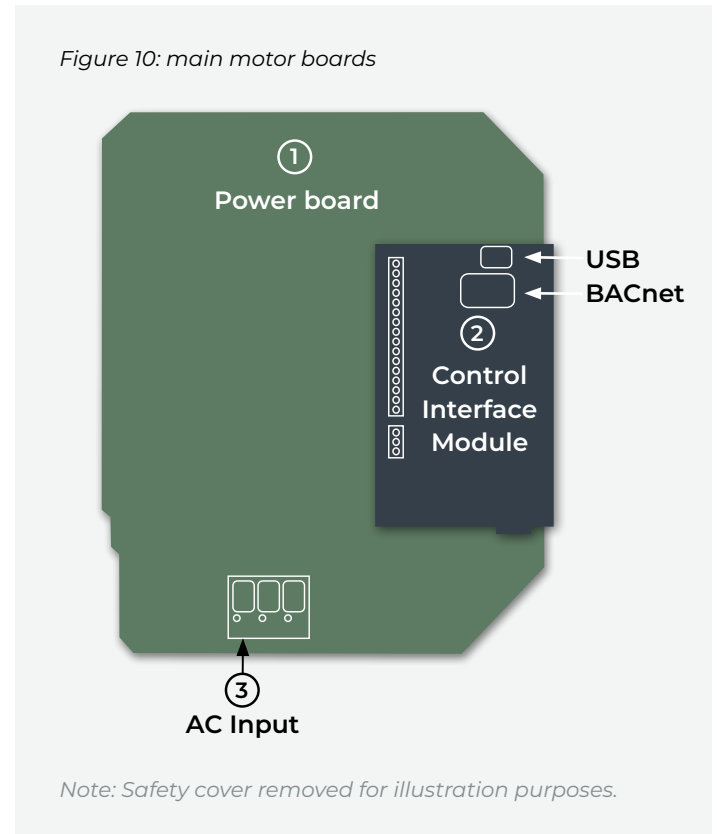 Figure 10: main motor boards
1
Power board
USB
BACnet
2
Control
Interface
Module
3
AC Input
Note: Safety cover removed for illustration purposes.